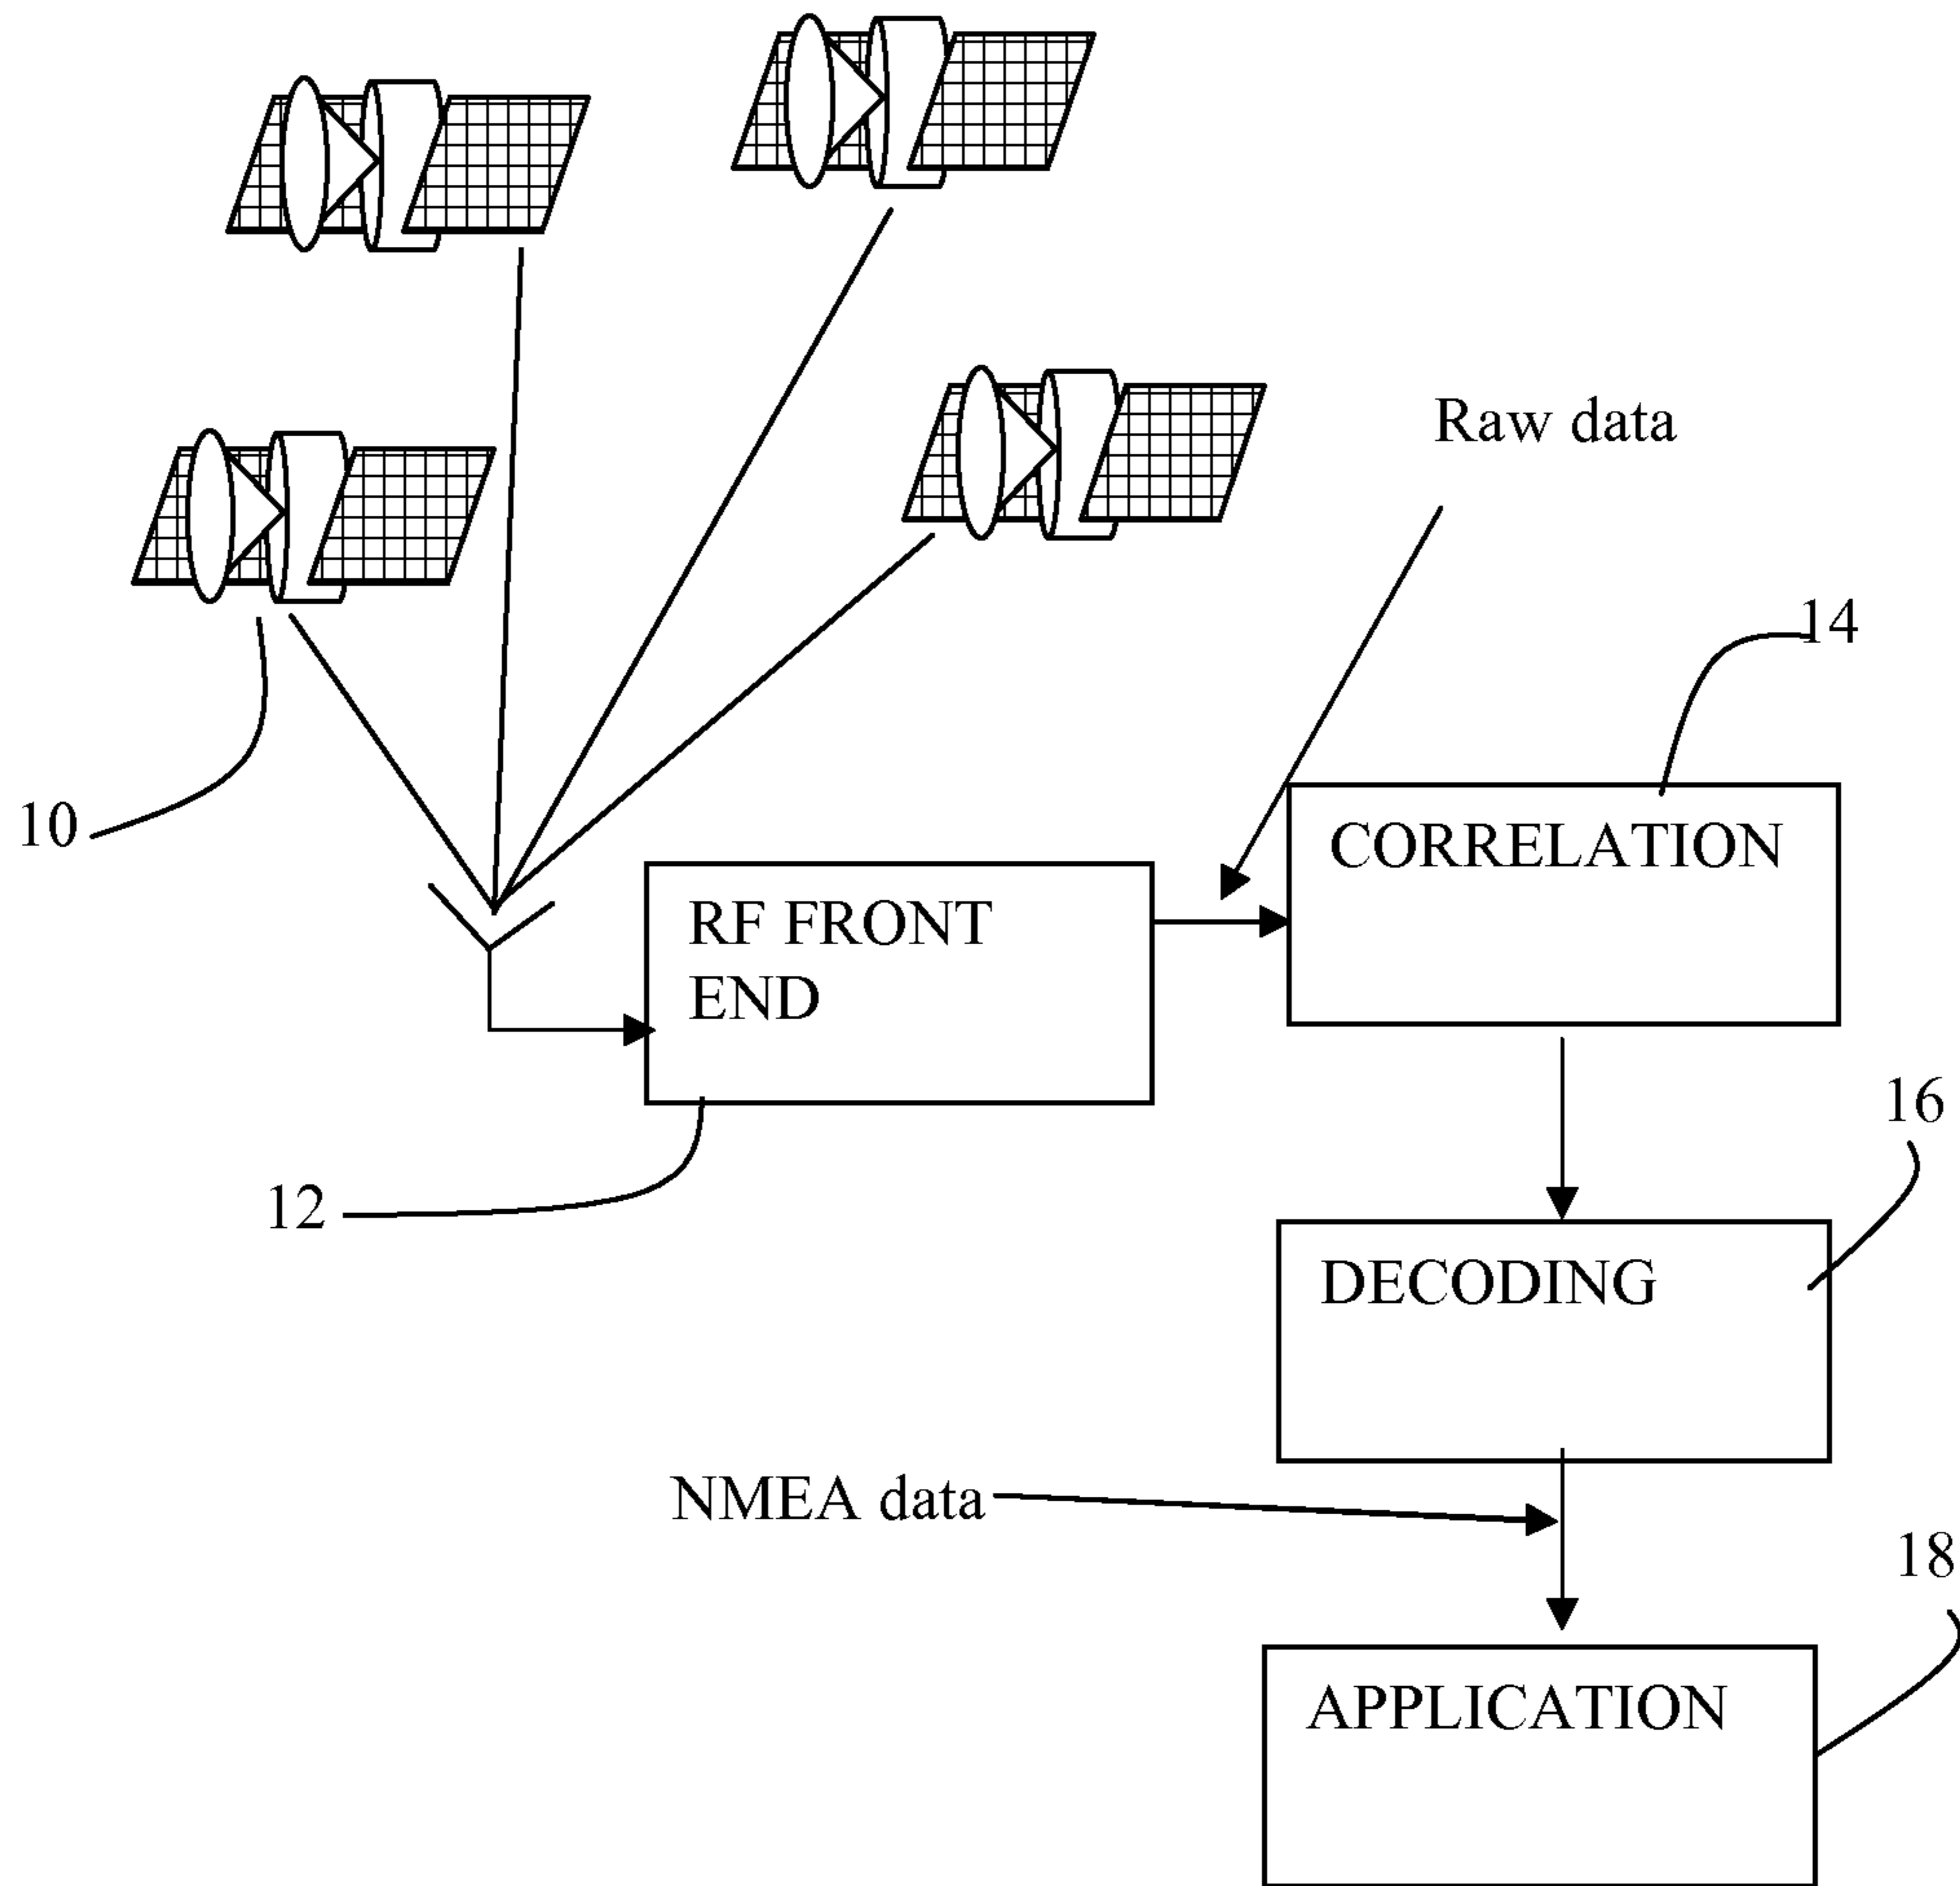 Raw data
14
10
CORRELATION
RF FRONT
END
16
12
DECODING
NMEA data
18
APPLICATION